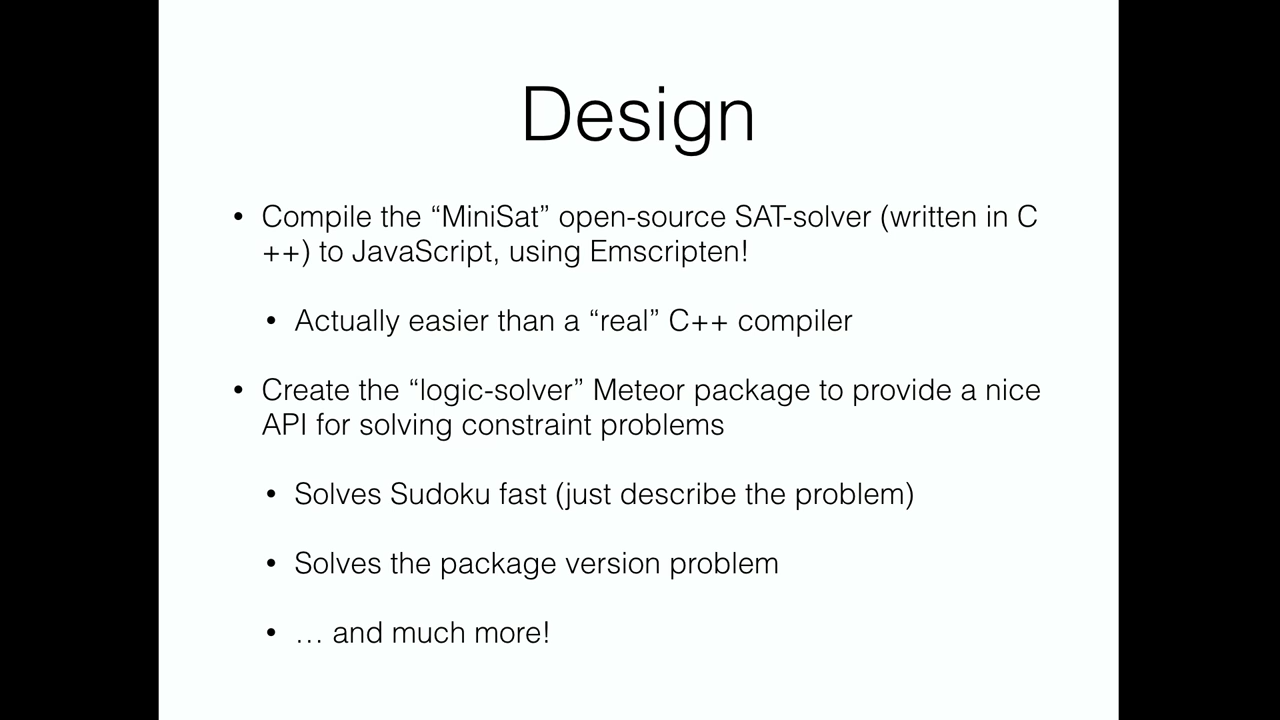 Design
• Compile the “MiniSat” open-source SAT-solver (written in C
++) to JavaScript, using Emscripten!
• Actually easier than a “real” C++ compiler
• Create the “logic-solver” Meteor package to provide a nice
API for solving constraint problems
• Solves Sudoku fast (just describe the problem)
• Solves the package version problem
• … and much more!